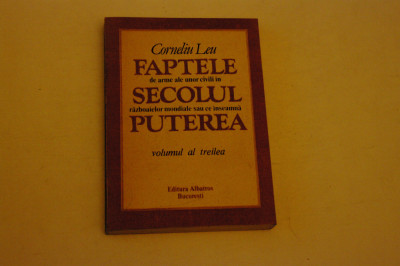 Corneliu Leu
FAPTELE
de arme ale unor civili în
SECOLUL
războaielor mondiale sau ce înseamnă
PUTEREA
volumul al treilea
Editura Albatros
București